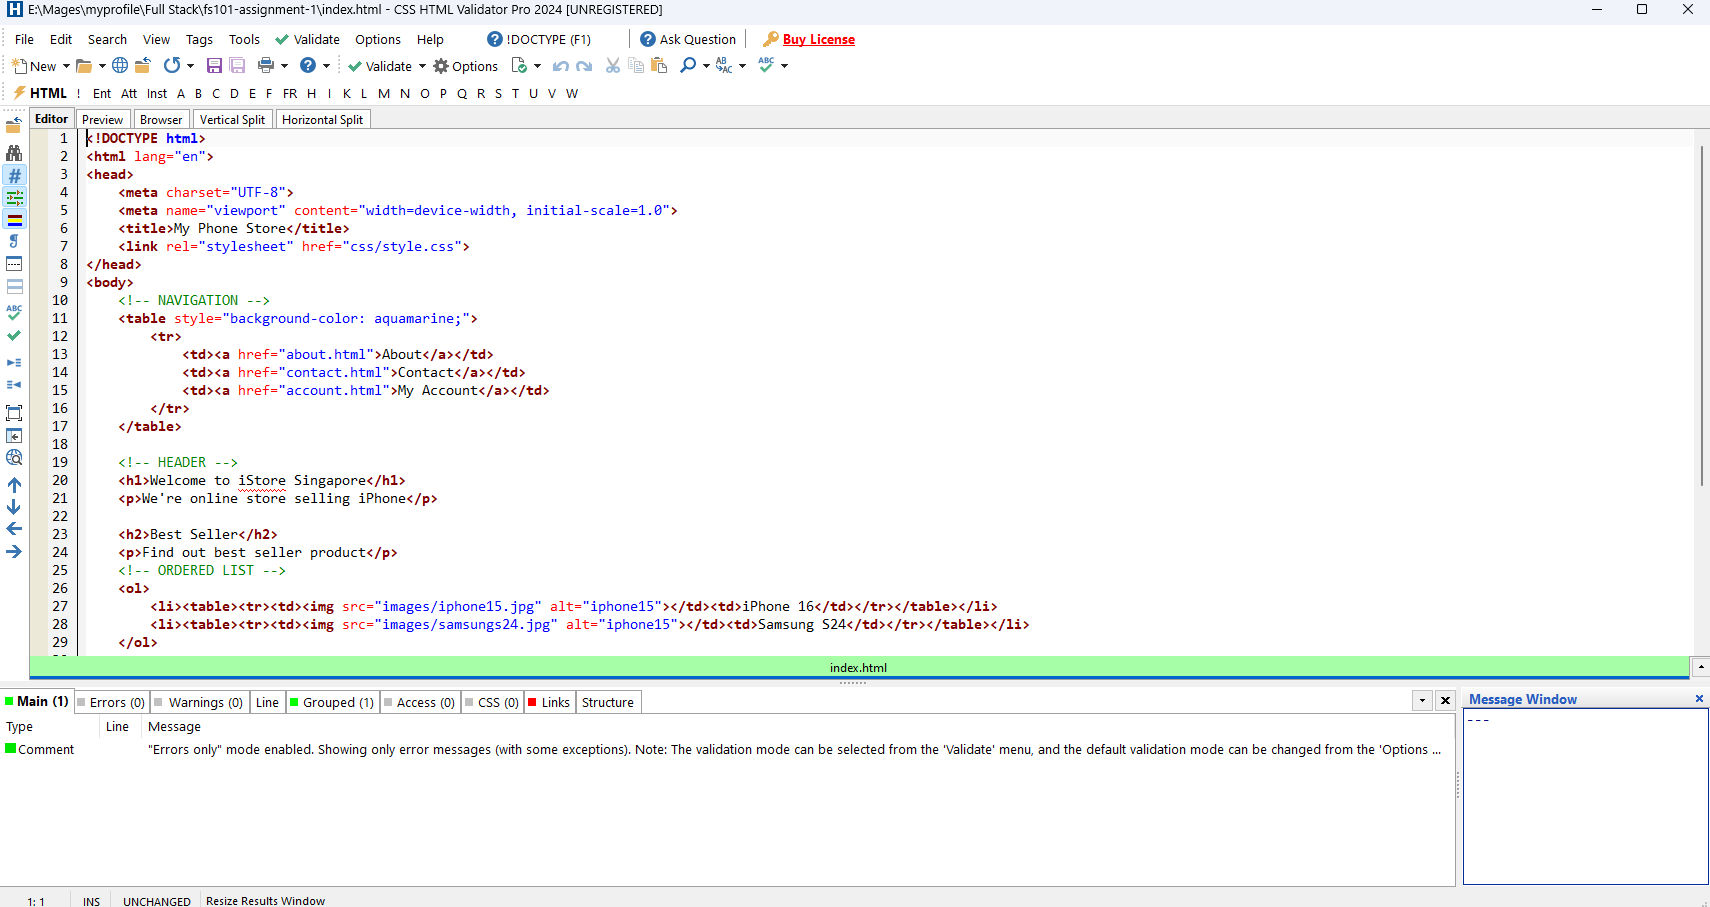 E:\Mages\myprofile\Full Stack\fs101-assignment-1\index.html - CSS HTML Validator Pro 2024 [UNREGISTERED]
File Edit Search View Tags Tools Validate Options Help !DOCTYPE (F1) Ask Question Buy License
New Validate Options
HTML ! Ent Att Inst A B C D E F FR H I K L M N O P Q R S T U V W
Editor Preview Browser Vertical Split Horizontal Split
1 <!DOCTYPE html>
2 <html lang="en">
3 <head>
4 <meta charset="UTF-8">
5 <meta name="viewport" content="width=device-width, initial-scale=1.0">
6 <title>My Phone Store</title>
7 <link rel="stylesheet" href="css/style.css">
8 </head>
9 <body>
10 <!-- NAVIGATION -->
11 <table style="background-color: aquamarine;">
12 <tr>
13 <td><a href="about.html">About</a></td>
14 <td><a href="contact.html">Contact</a></td>
15 <td><a href="account.html">My Account</a></td>
16 </tr>
17 </table>
18
19 <!-- HEADER -->
20 <h1>Welcome to iStore Singapore</h1>
21 <p>We're online store selling iPhone</p>
22
23 <h2>Best Seller</h2>
24 <p>Find out best seller product</p>
25 <!-- ORDERED LIST -->
26 <ol>
27 <li><table><tr><td><img src="images/iphone15.jpg" alt="iphone15"></td><td>iPhone 16</td></tr></table></li>
28 <li><table><tr><td><img src="images/samsungs24.jpg" alt="iphone15"></td><td>Samsung S24</td></tr></table></li>
29 </ol>
index.html
Main (1) Errors (0) Warnings (0) Line Grouped (1) Access (0) CSS (0) Links Structure
Message Window
Type Line Message
---
Comment "Errors only" mode enabled. Showing only error messages (with some exceptions). Note: The validation mode can be selected from the 'Validate' menu, and the default validation mode can be changed from the 'Options ...
1: 1 INS UNCHANGED Resize Results Window